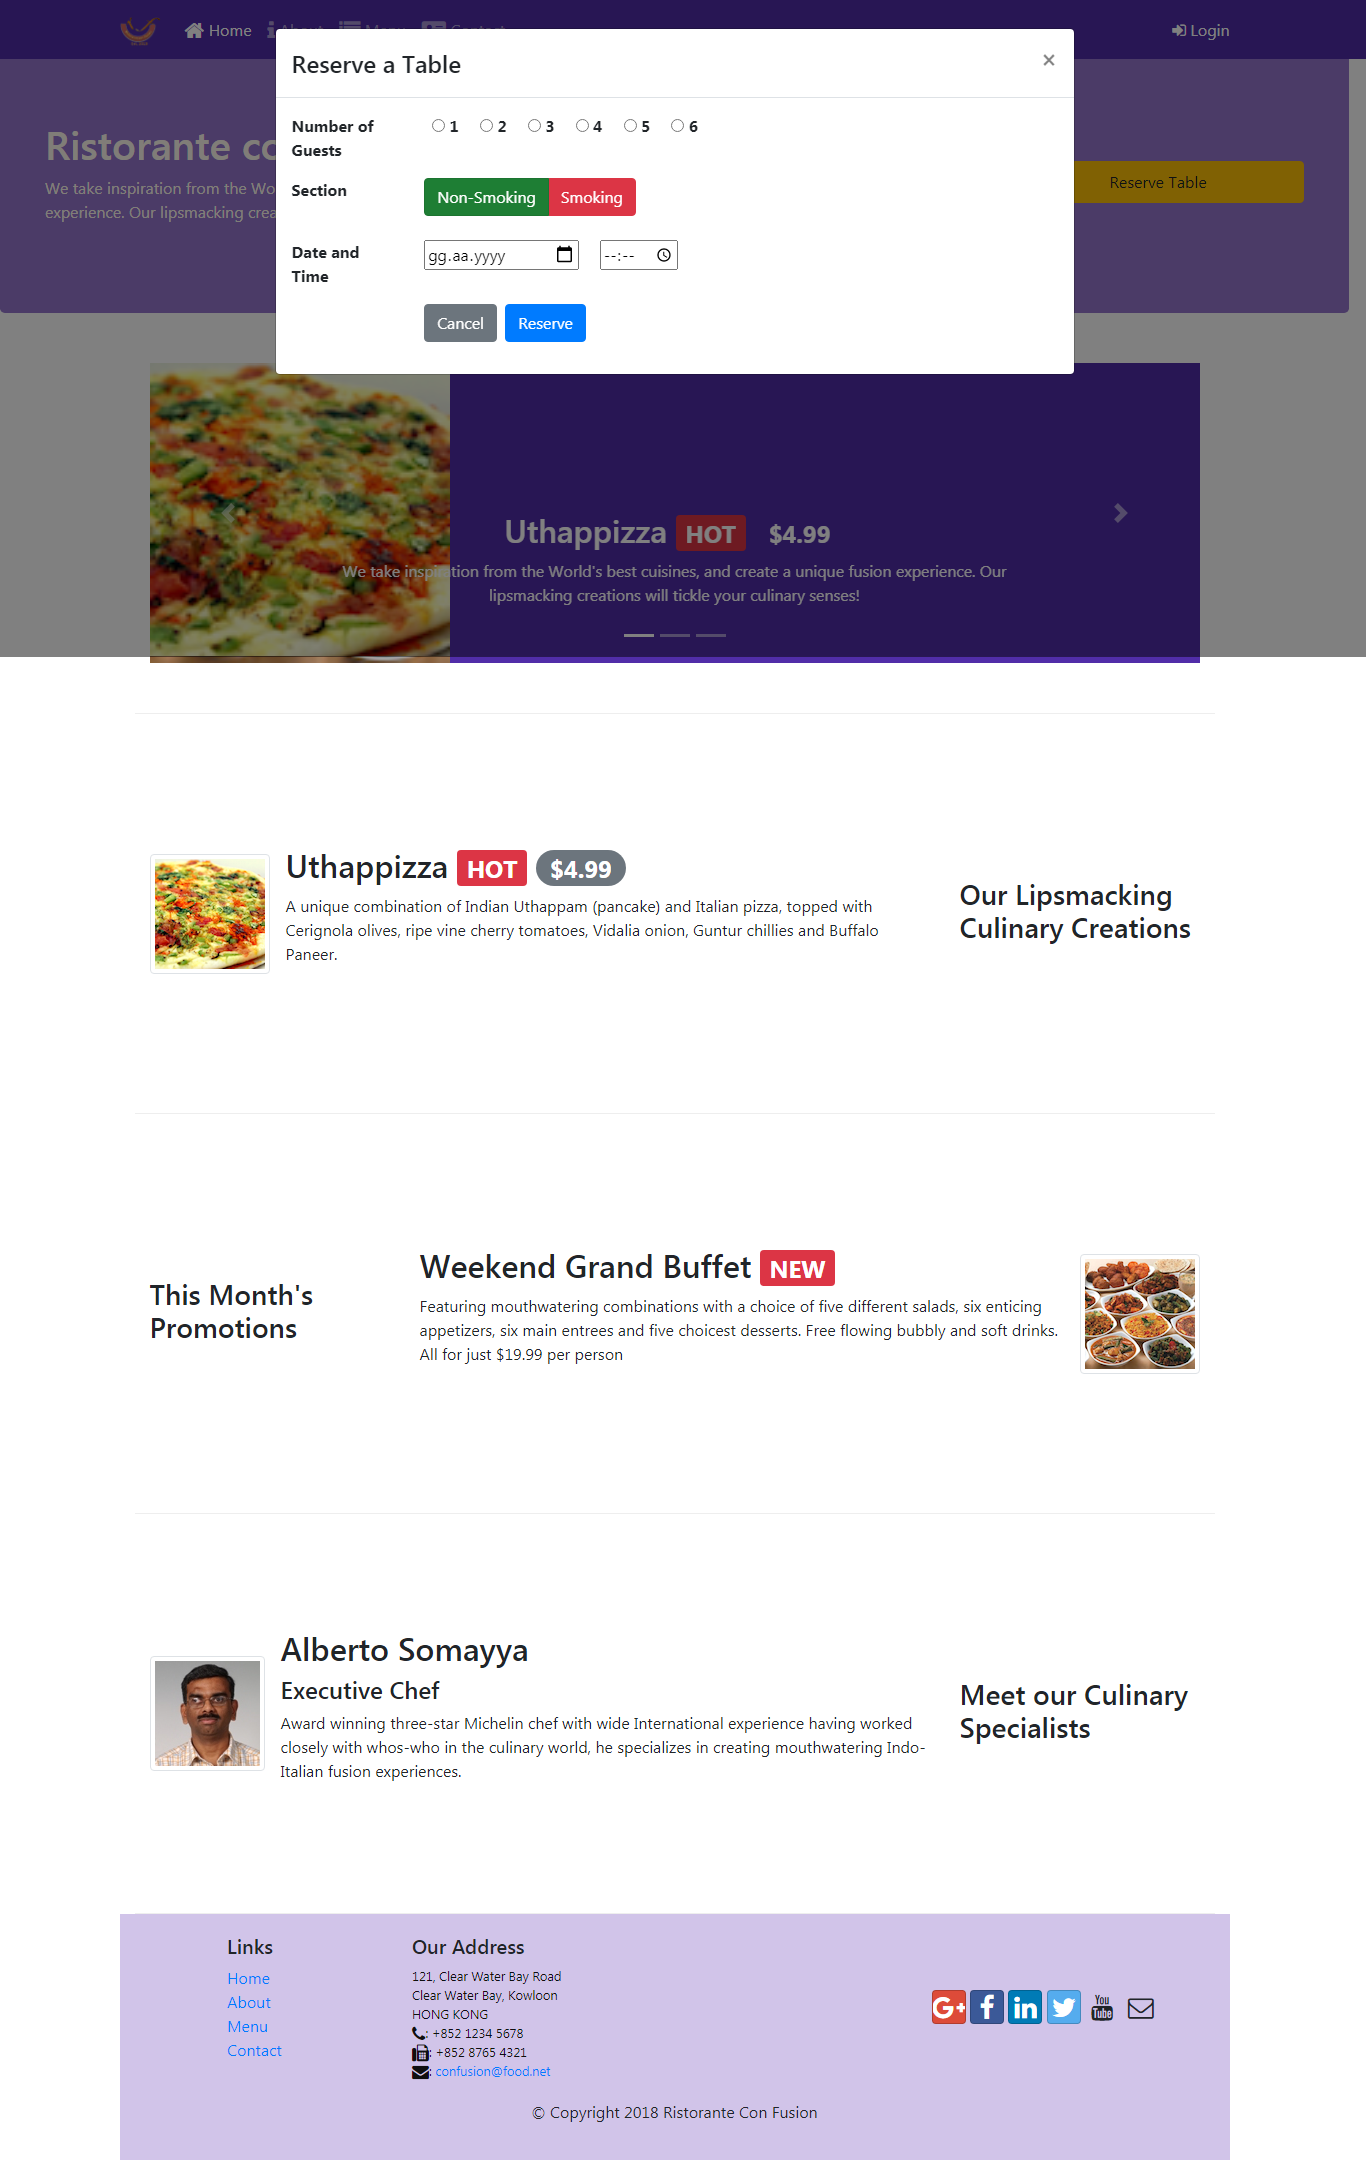 Home About Menu Contact Login
Reserve a Table ×
Number of Guests
1 2 3 4 5 6
Section
Non-Smoking Smoking
Date and Time
gg.aa.yyyy --:--
Cancel Reserve
Ristorante co
We take inspiration from the Wo
experience. Our lipsmacking crea
Reserve Table
Uthappizza HOT $4.99
We take inspiration from the World's best cuisines, and create a unique fusion experience. Our
lipsmacking creations will tickle your culinary senses!
Uthappizza HOT $4.99
A unique combination of Indian Uthappam (pancake) and Italian pizza, topped with
Cerignola olives, ripe vine cherry tomatoes, Vidalia onion, Guntur chillies and Buffalo
Paneer.
Our Lipsmacking
Culinary Creations
This Month's
Promotions
Weekend Grand Buffet NEW
Featuring mouthwatering combinations with a choice of five different salads, six enticing
appetizers, six main entrees and five choicest desserts. Free flowing bubbly and soft drinks.
All for just $19.99 per person
Alberto Somayya
Executive Chef
Award winning three-star Michelin chef with wide International experience having worked
closely with whos-who in the culinary world, he specializes in creating mouthwatering Indo-
Italian fusion experiences.
Meet our Culinary
Specialists
Links
Home
About
Menu
Contact
Our Address
121, Clear Water Bay Road
Clear Water Bay, Kowloon
HONG KONG
: +852 1234 5678
: +852 8765 4321
: confusion@food.net
G+ f in You Tube
© Copyright 2018 Ristorante Con Fusion